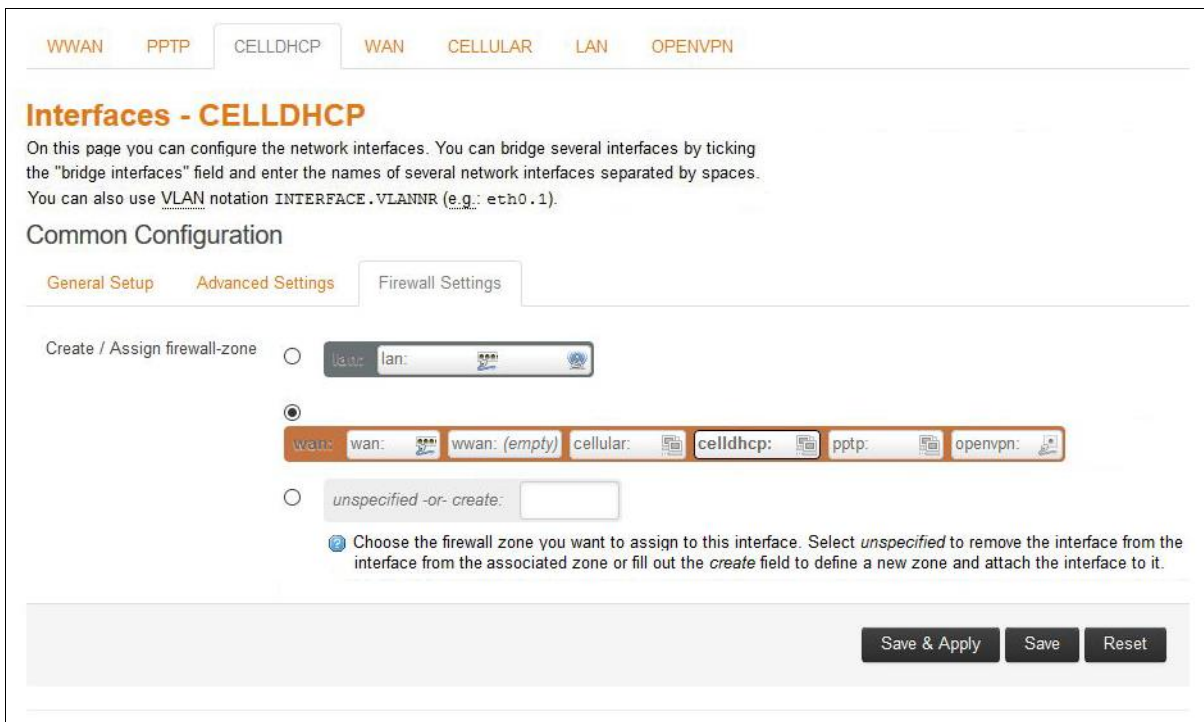 WWAN PPTP CELLDHCP WAN CELLULAR LAN OPENVPN
Interfaces - CELLDHCP
On this page you can configure the network interfaces. You can bridge several interfaces by ticking
the "bridge interfaces" field and enter the names of several network interfaces separated by spaces.
You can also use VLAN notation INTERFACE.VLANNR (e.g.: eth0.1).
Common Configuration
General Setup Advanced Settings Firewall Settings
Create / Assign firewall-zone
lan: lan:
wan: wan: wwan: (empty) cellular: celldhcp: pptp: openvpn:
unspecified -or- create:
Choose the firewall zone you want to assign to this interface. Select unspecified to remove the interface from the
interface from the associated zone or fill out the create field to define a new zone and attach the interface to it.
Save & Apply Save Reset